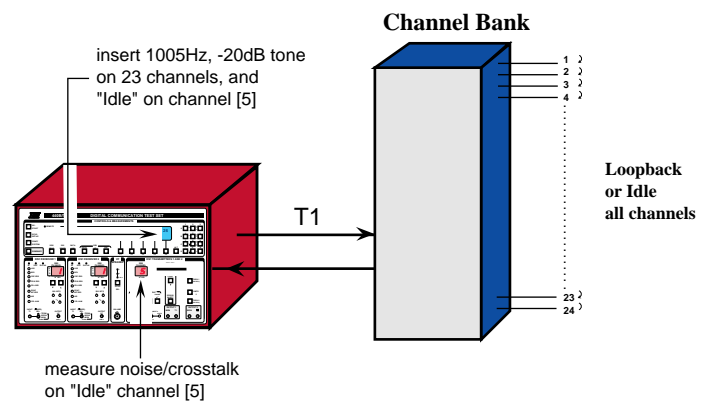 Channel Bank
insert 1005Hz, -20dB tone
on 23 channels, and
"Idle" on channel [5]
1
2
3
4
Loopback
or Idle
all channels
DIGITAL COMMUNICATION TEST SET
T1
1
1
5
23
24
measure noise/crosstalk
on "Idle" channel [5]